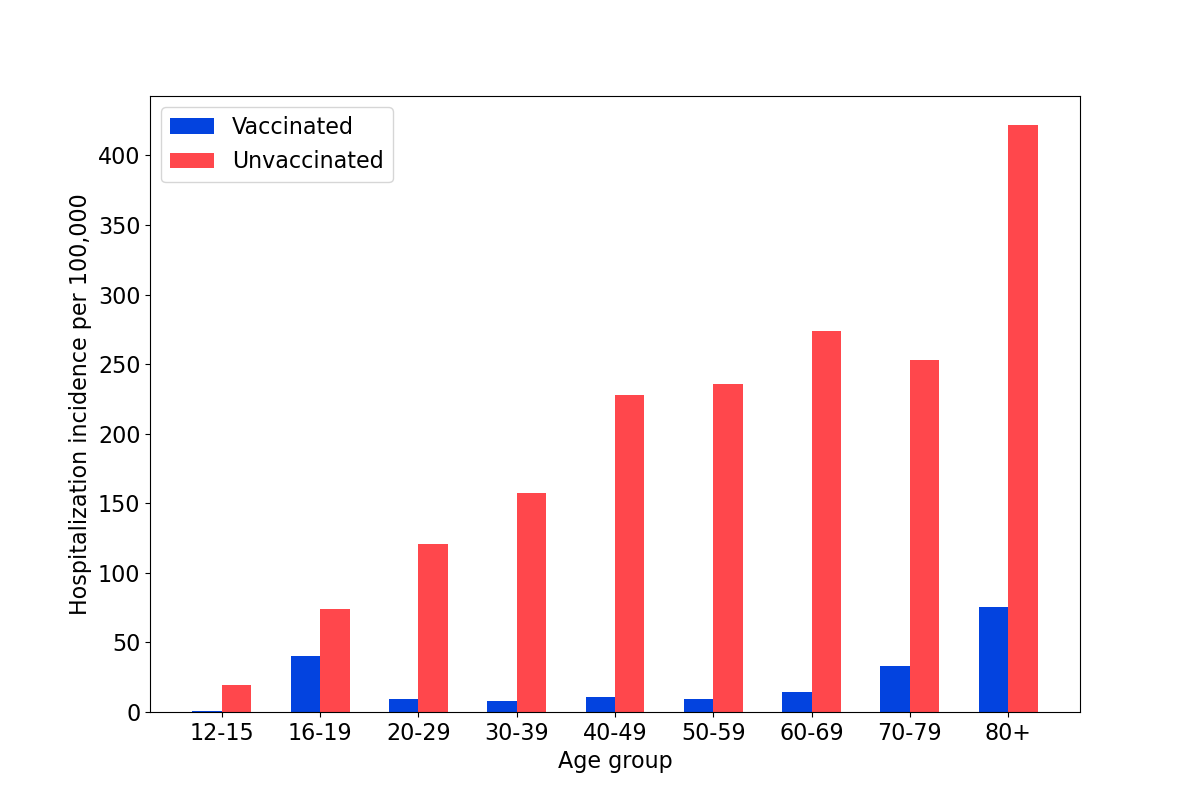 Vaccinated
Unvaccinated
Hospitalization incidence per 100,000
400
350
300
250
200
150
100
50
0
12-15 16-19 20-29 30-39 40-49 50-59 60-69 70-79 80+
Age group